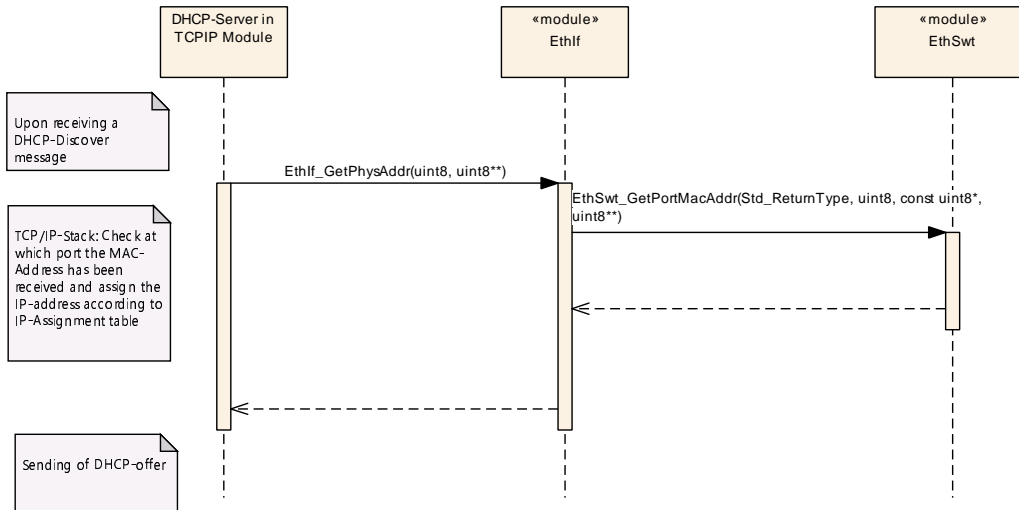 DHCP-Server in
TCPIP Module
«module»
EthIf
«module»
EthSwt
Upon receiving a
DHCP-Discover
message
EthIf_GetPhysAddr(uint8, uint8**)
EthSwt_GetPortMacAddr(Std_ReturnType, uint8, const uint8*,
uint8**)
TCP/IP-Stack: Check at
which port the MAC-
Address has been
received and assign the
IP-address according to
IP-Assignment table
Sending of DHCP-offer